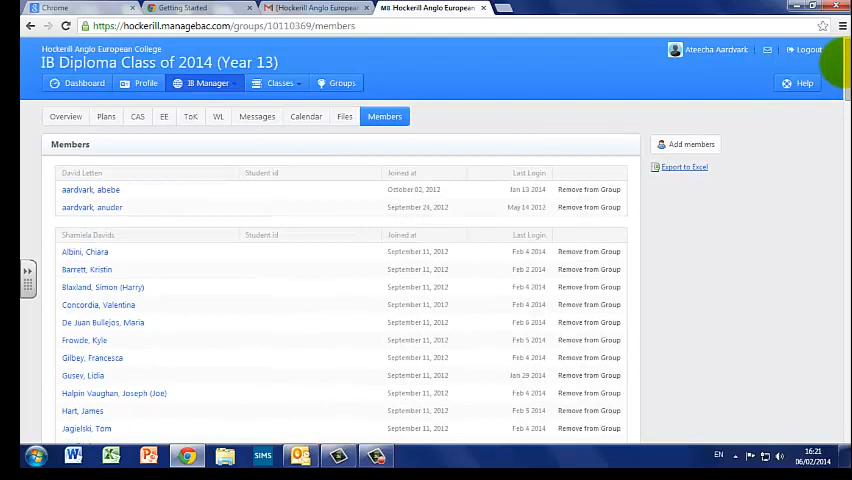 Chrome
Getting Started
[Hockerill Anglo Europea
Hockerill Anglo European
https://hockerill.managebac.com/groups/10110369/members
Hockerill Anglo European College
Ateecha Aardvark
Logout
IB Diploma Class of 2014 (Year 13)
Dashboard
Profile
IB Manager
Classes
Groups
Help
Overview
Plans
CAS
EE
ToK
WL
Messages
Calendar
Files
Members
Members
Add members
Export to Excel
David Letten Student id Joined at Last Login
aardvark, abebe October 02, 2012 Jan 13 2014 Remove from Group
aardvark, anuder September 24, 2012 May 14 2012 Remove from Group
Shamiela Davids Student id Joined at Last Login
Albini, Chiara September 11, 2012 Feb 4 2014 Remove from Group
Barrett, Kristin September 11, 2012 Feb 2 2014 Remove from Group
Blaxland, Simon (Harry) September 11, 2012 Feb 4 2014 Remove from Group
Concordia, Valentina September 11, 2012 Feb 4 2014 Remove from Group
De Juan Bullejos, Maria September 11, 2012 Feb 6 2014 Remove from Group
Frowde, Kyle September 11, 2012 Feb 5 2014 Remove from Group
Gilbey, Francesca September 11, 2012 Feb 4 2014 Remove from Group
Gusev, Lidia September 11, 2012 Jan 29 2014 Remove from Group
Halpin Vaughan, Joseph (Joe) September 11, 2012 Feb 4 2014 Remove from Group
Hart, James September 11, 2012 Feb 5 2014 Remove from Group
Jagielski, Tom September 11, 2012 Feb 4 2014 Remove from Group
SIMS
EN
16:21
06/02/2014